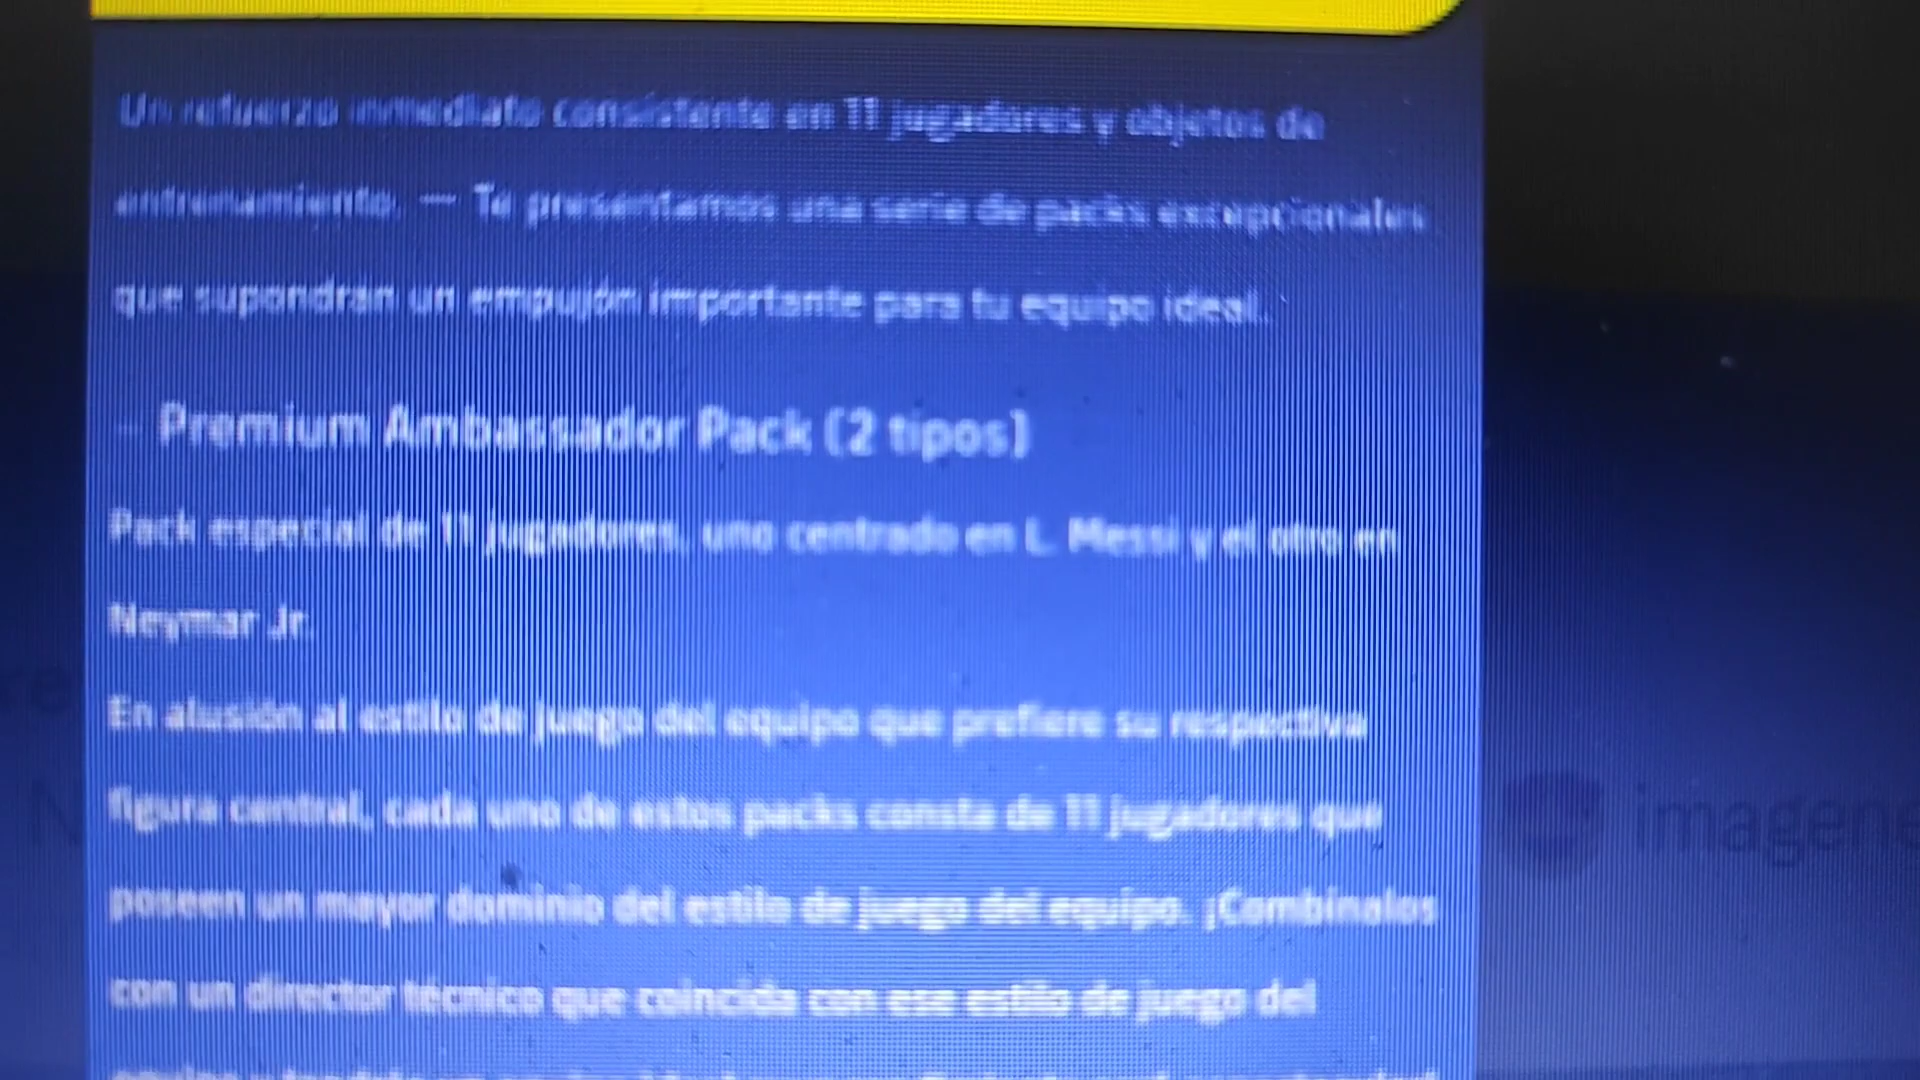 Un refuerzo inmediato consistente en 11 jugadores y objetos de
entrenamiento. — Te presentamos una serie de packs excepcionales
que supondrán un empujón importante para tu equipo ideal.
- Premium Ambassador Pack (2 tipos)
Pack especial de 11 jugadores, uno centrado en L. Messi y el otro en
Neymar Jr.
En alusión al estilo de juego del equipo que prefiere su respectiva
figura central, cada uno de estos packs consta de 11 jugadores que
poseen un mayor dominio del estilo de juego del equipo. ¡Combínalos
con un director técnico que coincida con ese estilo de juego del
imagene